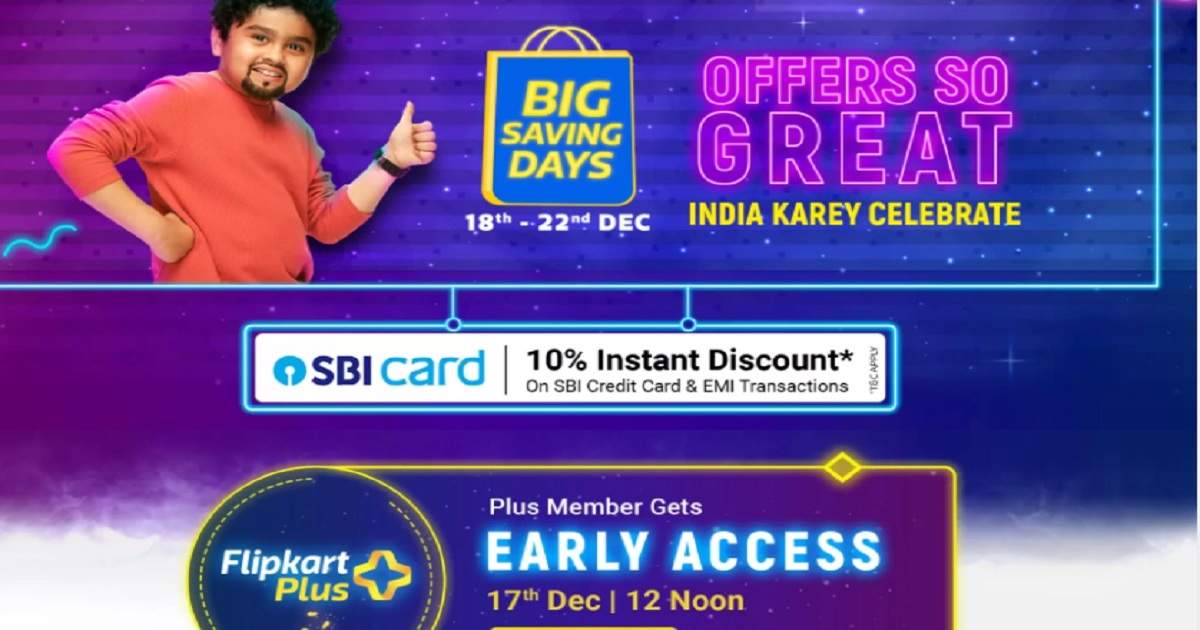 BIG
SAVING
DAYS
18th - 22nd DEC
OFFERS SO
GREAT
INDIA KAREY CELEBRATE
SBI card
10% Instant Discount*
On SBI Credit Card & EMI Transactions
*T&C APPLY
Flipkart
Plus
Plus Member Gets
EARLY ACCESS
17th Dec | 12 Noon